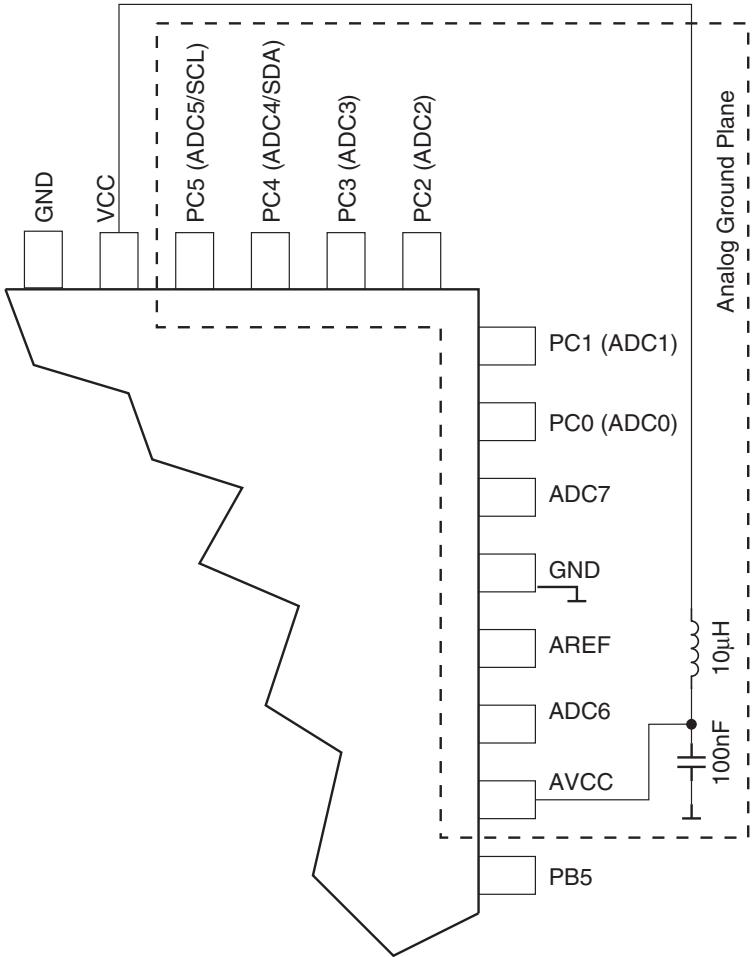 GND
VCC
PC5 (ADC5/SCL)
PC4 (ADC4/SDA)
PC3 (ADC3)
PC2 (ADC2)
Analog Ground Plane
PC1 (ADC1)
PC0 (ADC0)
ADC7
GND
AREF
ADC6
AVCC
PB5
10μH
100nF